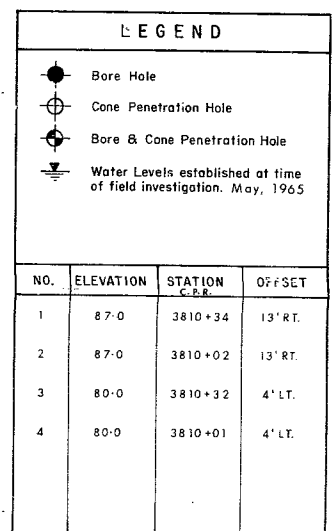 LEGEND
Bore Hole
Cone Penetration Hole
Bore & Cone Penetration Hole
Water Levels established at time
of field investigation. May, 1965
NO. ELEVATION STATION OFFSET
C.P.R.
1 87·0 3810+34 13' RT.
2 87·0 3810+02 13' RT.
3 80·0 3810+32 4' LT.
4 80·0 3810+01 4' LT.